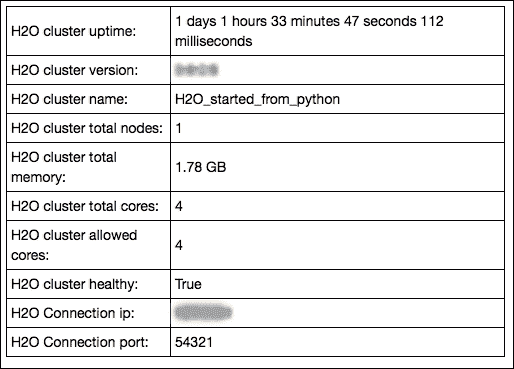 H2O cluster uptime: 1 days 1 hours 33 minutes 47 seconds 112
milliseconds
H2O cluster version:
H2O cluster name: H2O_started_from_python
H2O cluster total nodes: 1
H2O cluster total
memory: 1.78 GB
H2O cluster total cores: 4
H2O cluster allowed
cores: 4
H2O cluster healthy: True
H2O Connection ip:
H2O Connection port: 54321